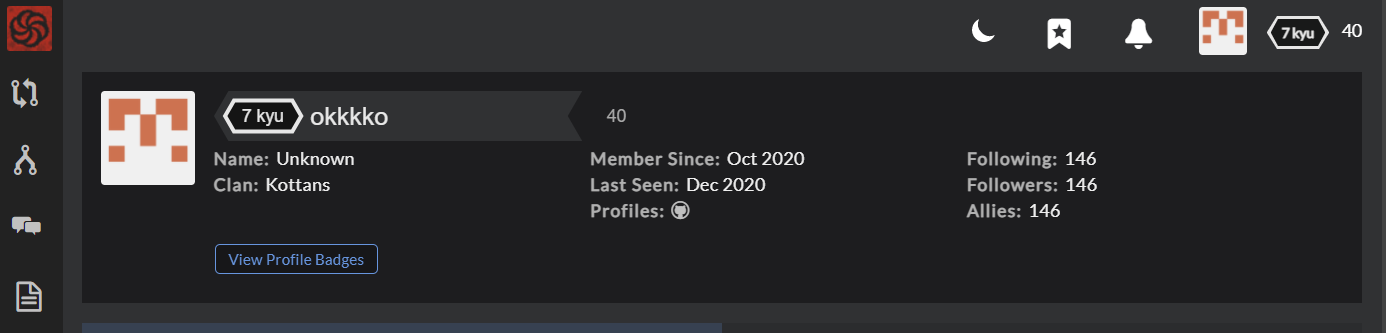 7 kyu 40
7 kyu okkkko 40
Name: Unknown Member Since: Oct 2020 Following: 146
Clan: Kottans Last Seen: Dec 2020 Followers: 146
Profiles: Allies: 146
View Profile Badges